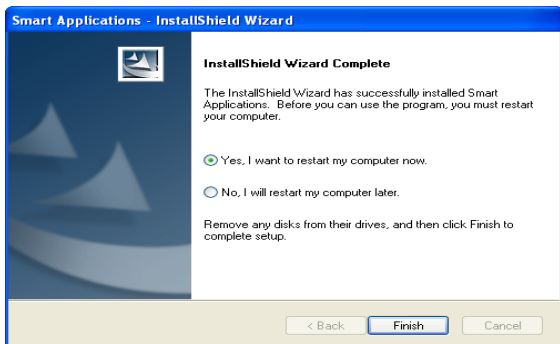 Smart Applications - InstallShield Wizard
InstallShield Wizard Complete
The InstallShield Wizard has successfully installed Smart
Applications. Before you can use the program, you must restart
your computer.
Yes, I want to restart my computer now.
No, I will restart my computer later.
Remove any disks from their drives, and then click Finish to
complete setup.
< Back Finish Cancel